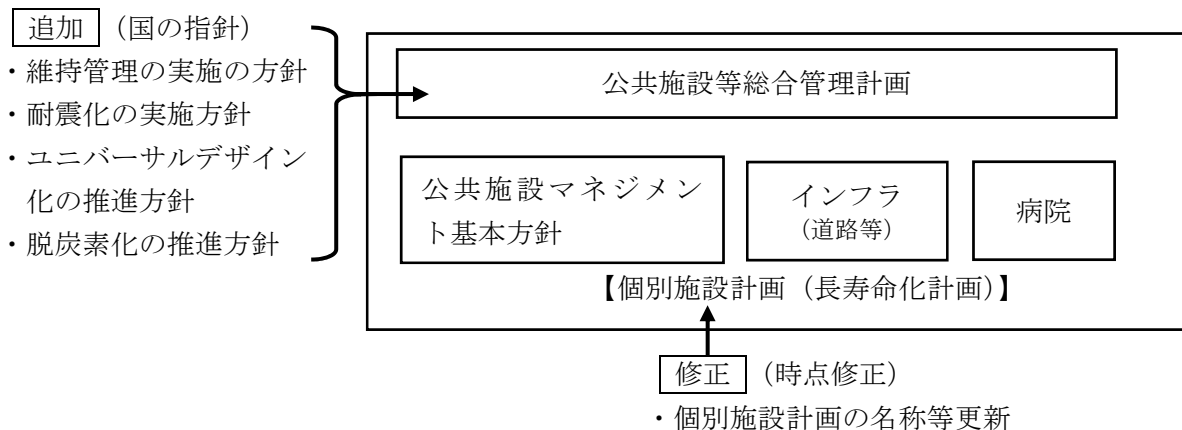 追加 (国の指針)
・維持管理の実施の方針
・耐震化の実施方針
・ユニバーサルデザイン
化の推進方針
・脱炭素化の推進方針
公共施設等総合管理計画
公共施設マネジメン
ト基本方針
インフラ
(道路等)
病院
【個別施設計画(長寿命化計画)】
修正 (時点修正)
・個別施設計画の名称等更新